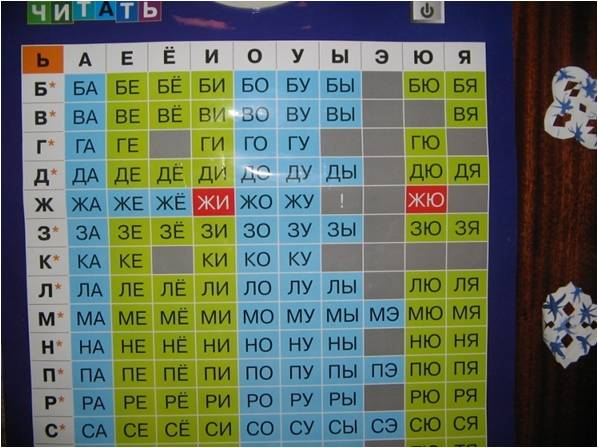 ЧИТАТЬ
Ь А Е Ё И О У Ы Э Ю Я
Б* БА БЕ БЁ БИ БО БУ БЫ БЮ БЯ
В* ВА ВЕ ВЁ ВИ ВО ВУ ВЫ ВЯ
Г* ГА ГЕ ГИ ГО ГУ ГЮ
Д* ДА ДЕ ДЁ ДИ ДО ДУ ДЫ ДЮ ДЯ
Ж ЖА ЖЕ ЖЁ ЖИ ЖО ЖУ ! ЖЮ
З* ЗА ЗЕ ЗЁ ЗИ ЗО ЗУ ЗЫ ЗЮ ЗЯ
К* КА КЕ КИ КО КУ
Л* ЛА ЛЕ ЛЁ ЛИ ЛО ЛУ ЛЫ ЛЮ ЛЯ
М* МА МЕ МЁ МИ МО МУ МЫ МЭ МЮ МЯ
Н* НА НЕ НЁ НИ НО НУ НЫ НЮ НЯ
П* ПА ПЕ ПЁ ПИ ПО ПУ ПЫ ПЭ ПЮ ПЯ
Р* РА РЕ РЁ РИ РО РУ РЫ РЮ РЯ
С* СА СЕ СЁ СИ СО СУ СЫ СЭ СЮ СЯ